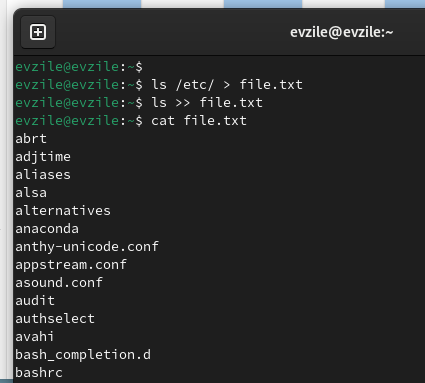 evzile@evzile:~
evzile@evzile:~$
evzile@evzile:~$ ls /etc/ > file.txt
evzile@evzile:~$ ls >> file.txt
evzile@evzile:~$ cat file.txt
abrt
adjtime
aliases
alsa
alternatives
anaconda
anthy-unicode.conf
appstream.conf
asound.conf
audit
authselect
avahi
bash_completion.d
bashrc